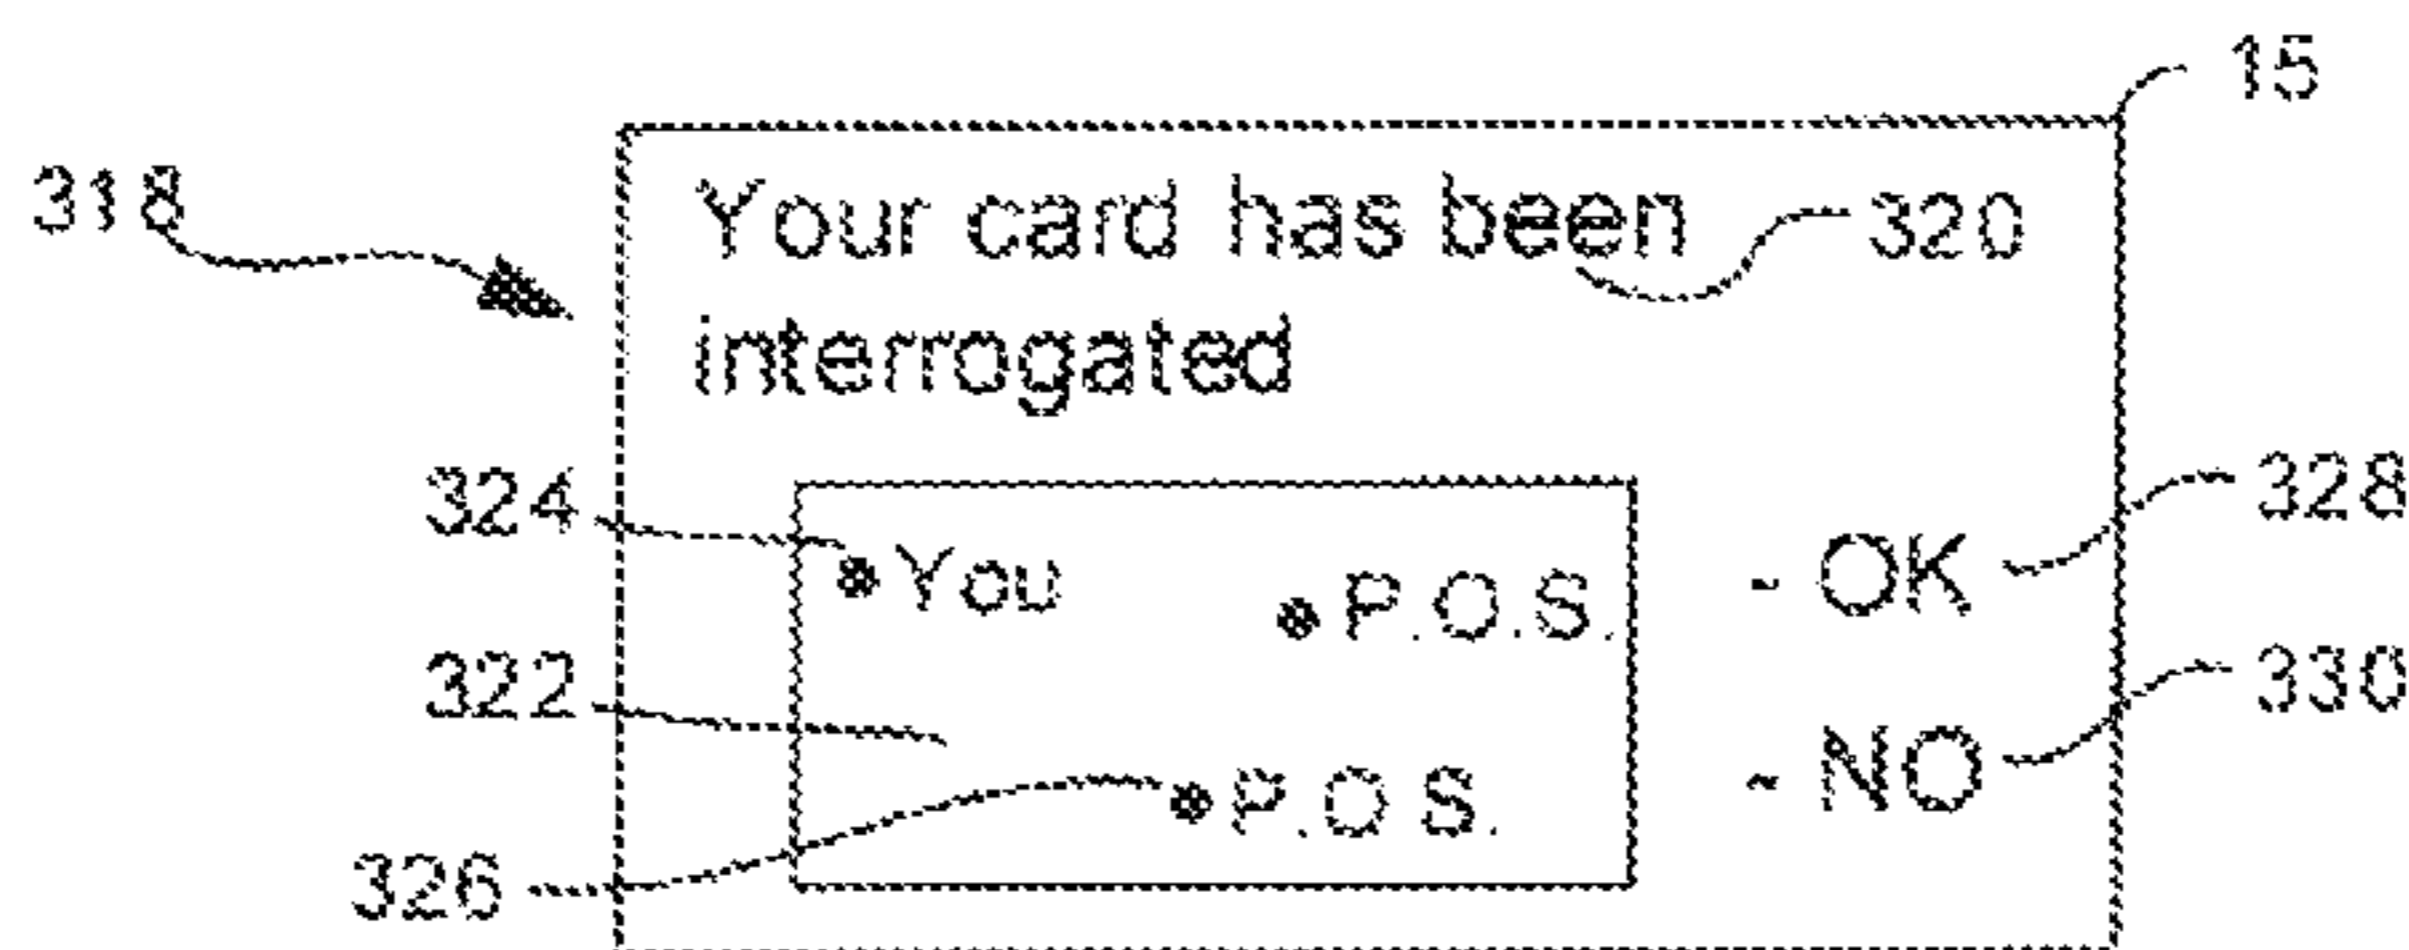 15
318
Your card has been
320
interrogated
324
328
You
P.O.S.
- OK
322
330
P.O.S.
- NO
326